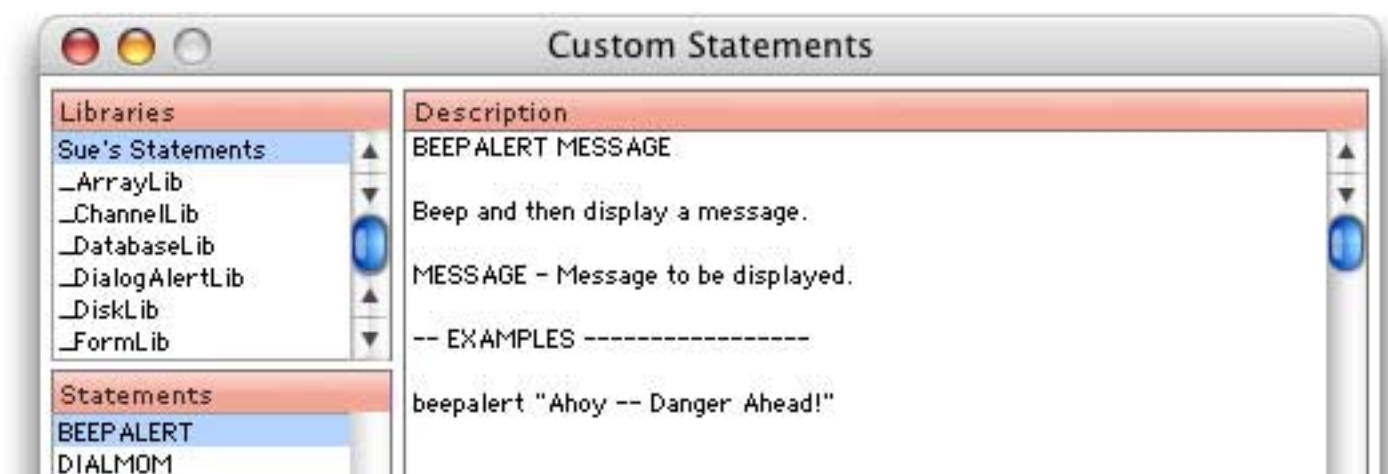 Custom Statements
Libraries
Sue's Statements
_ArrayLib
_ChannelLib
_DatabaseLib
_DialogAlertLib
_DiskLib
_FormLib
Statements
BEEPALERT
DIALMOM
Description
BEEPALERT MESSAGE
Beep and then display a message.
MESSAGE - Message to be displayed.
-- EXAMPLES -----------------
beepalert "Ahoy -- Danger Ahead!"